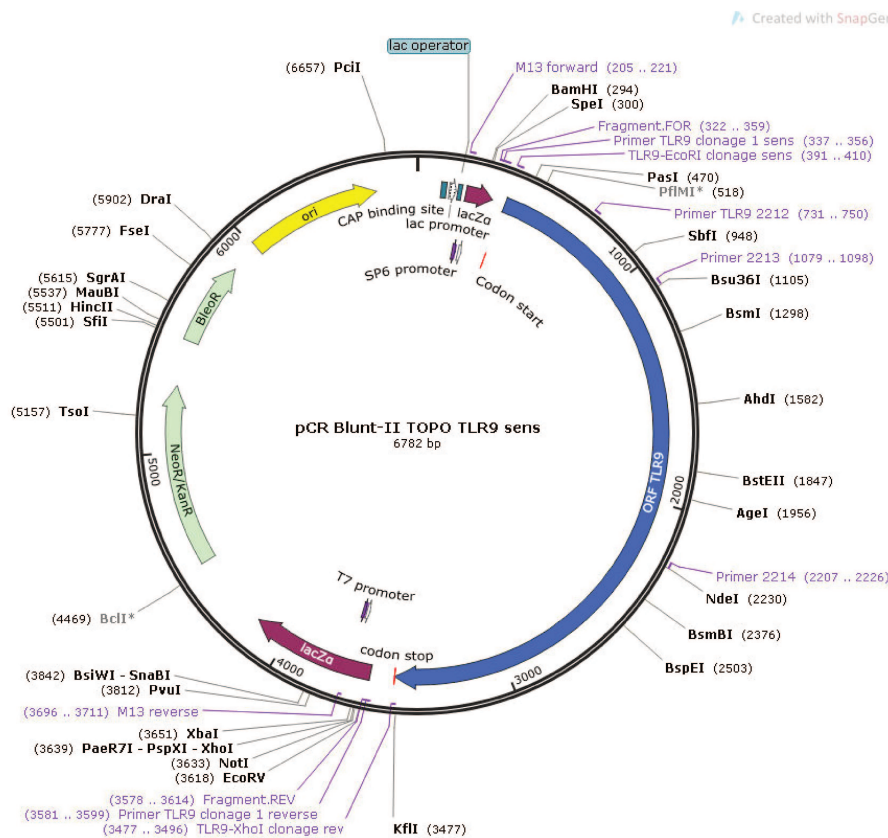 Created with SnapGen
lac operator
(6657) PciI
M13 forward (205 .. 221)
BamHI (294)
SpeI (300)
Fragment.FOR (322 .. 359)
Primer TLR9 clonage 1 sens (337 .. 356)
TLR9-EcoRI clonage sens (391 .. 410)
PasI (470)
PflMI* (518)
Primer TLR9 2212 (731 .. 750)
SbfI (948)
Primer 2213 (1079 .. 1098)
Bsu36I (1105)
BsmI (1298)
AhdI (1582)
BstEII (1847)
AgeI (1956)
Primer 2214 (2207 .. 2226)
NdeI (2230)
BsmBI (2376)
BspEI (2503)
KflI (3477)
(5902) DraI
(5777) FseI
(5615) SgrAI
(5537) MauBI
(5511) HincII
(5501) SfiI
(5157) TsoI
(4469) BclI*
(3842) BsiWI - SnaBI
(3812) PvuI
(3696 .. 3711) M13 reverse
(3651) XbaI
(3639) PaeR7I - PspXI - XhoI
(3633) NotI
(3618) EcoRV
(3578 .. 3614) Fragment.REV
(3581 .. 3599) Primer TLR9 clonage 1 reverse
(3477 .. 3496) TLR9-XhoI clonage rev
ori
CAP binding site
lacZα
lac promoter
SP6 promoter
Codon start
BleoR
NeoR/KanR
ORF TLR9
pCR Blunt-II TOPO TLR9 sens
6782 bp
T7 promoter
lacZα
codon stop
1000
2000
3000
4000
5000
6000